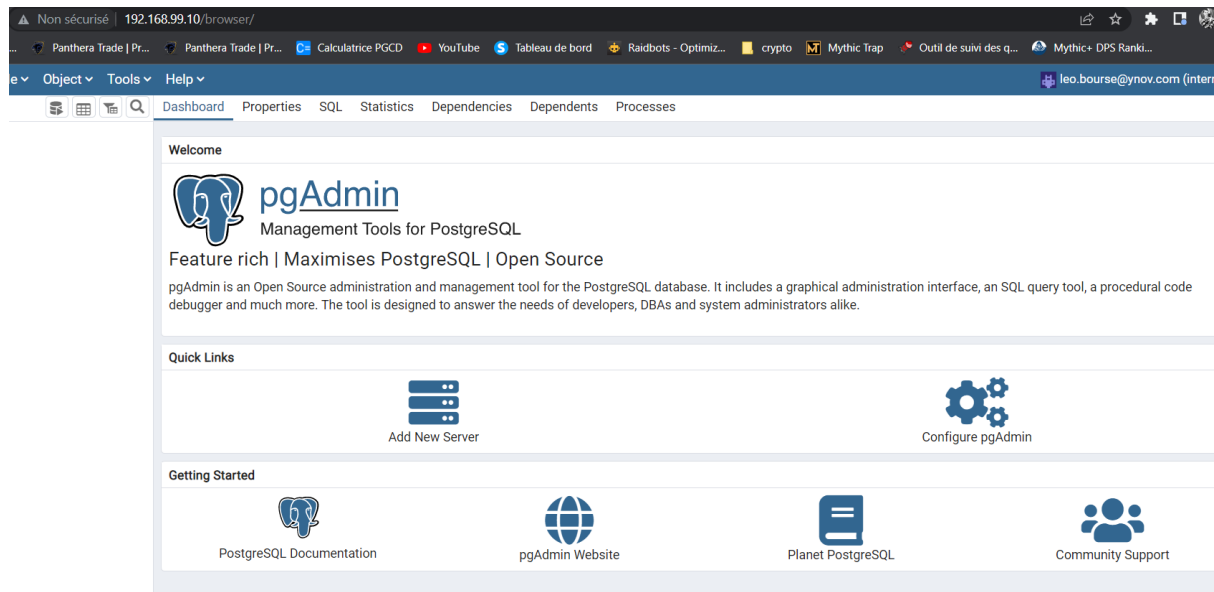 Non sécurisé | 192.168.99.10/browser/
... Panthera Trade | Pr... Panthera Trade | Pr... C= Calculatrice PGCD YouTube S Tableau de bord Raidbots - Optimiz... crypto MT Mythic Trap Outil de suivi des q... Mythic+ DPS Ranki...
e Object Tools Help leo.bourse@ynov.com (intern
Dashboard Properties SQL Statistics Dependencies Dependents Processes
Welcome
pgAdmin
Management Tools for PostgreSQL
Feature rich | Maximises PostgreSQL | Open Source
pgAdmin is an Open Source administration and management tool for the PostgreSQL database. It includes a graphical administration interface, an SQL query tool, a procedural code
debugger and much more. The tool is designed to answer the needs of developers, DBAs and system administrators alike.
Quick Links
Add New Server Configure pgAdmin
Getting Started
PostgreSQL Documentation pgAdmin Website Planet PostgreSQL Community Support